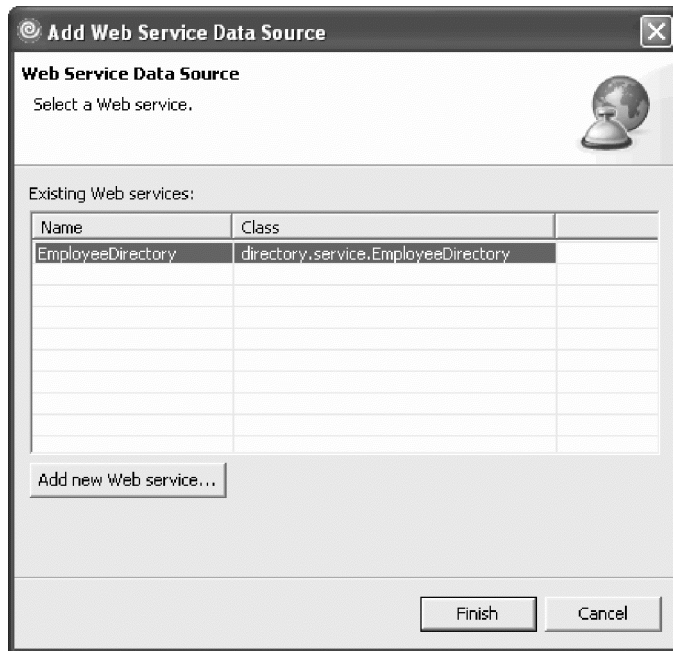 Add Web Service Data Source
Web Service Data Source
Select a Web service.
Existing Web services:
Name Class
EmployeeDirectory directory.service.EmployeeDirectory
Add new Web service...
Finish Cancel